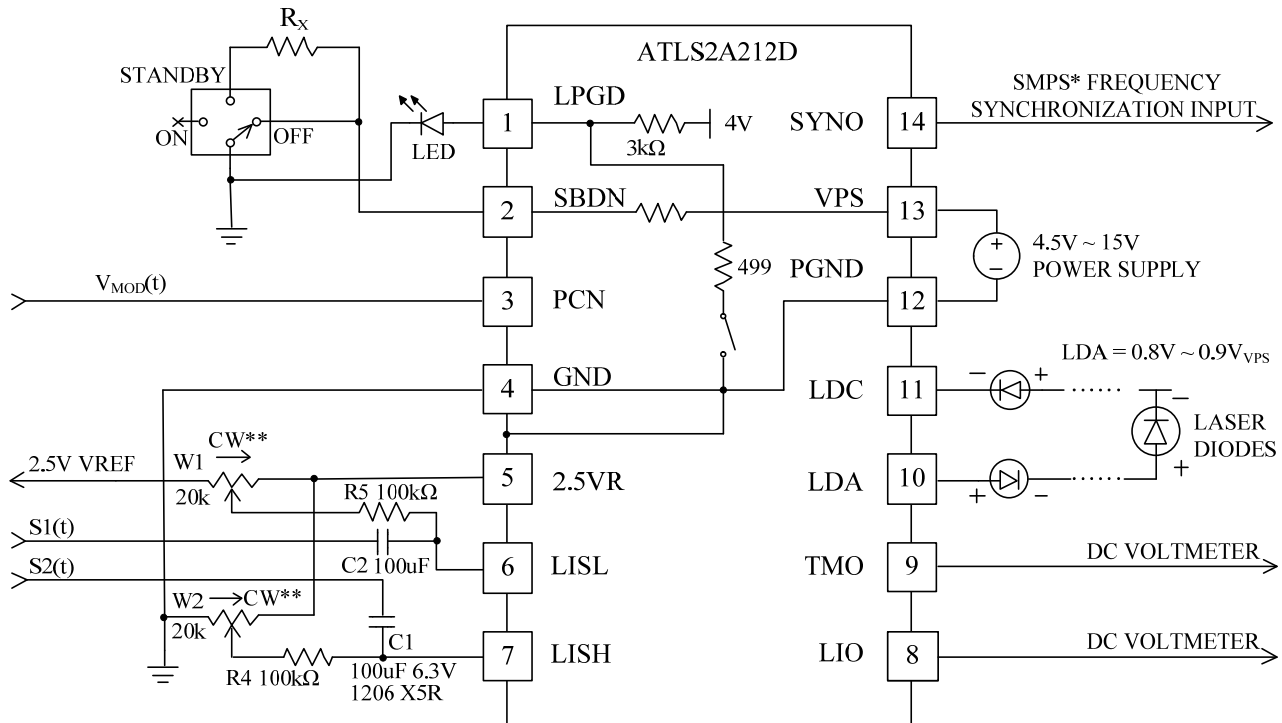 R_X
STANDBY
ON
OFF
LED
ATLS2A212D
LPGD
1
4V
3kΩ
SYNO
14
SMPS* FREQUENCY
SYNCHRONIZATION INPUT
2
SBDN
VPS
13
4.5V ~ 15V
POWER SUPPLY
+
−
499
PGND
12
V_MOD(t)
3
PCN
LDA = 0.8V ~ 0.9V_VPS
4
GND
LDC
11
− +
−
LASER
DIODES
+
CW**
2.5V VREF
W1
20k
5
2.5VR
LDA
10
+ −
R5 100kΩ
S1(t)
C2 100uF
6
LISL
TMO
9
DC VOLTMETER
S2(t)
W2
CW**
20k
C1
100uF 6.3V
1206 X5R
R4 100kΩ
7
LISH
LIO
8
DC VOLTMETER